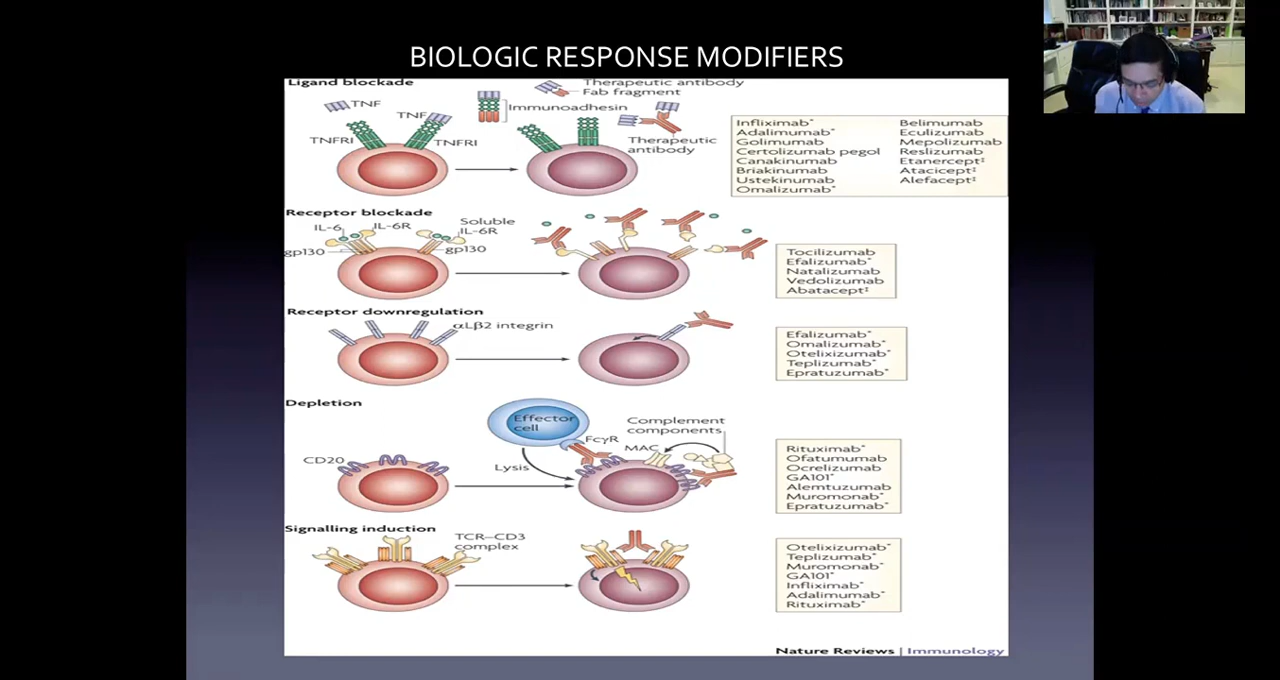 BIOLOGIC RESPONSE MODIFIERS
Ligand blockade
TNF
TNF
TNFRI
TNFRI
Therapeutic antibody
Fab fragment
Immunoadhesin
Therapeutic
antibody
Infliximab*
Adalimumab*
Golimumab
Certolizumab pegol
Canakinumab
Briakinumab
Ustekinumab
Omalizumab*
Belimumab
Eculizumab
Mepolizumab
Reslizumab
Etanercept‡
Atacicept‡
Alefacept‡
Receptor blockade
IL-6
IL-6R
Soluble
IL-6R
gp130
gp130
Tocilizumab
Efalizumab*
Natalizumab
Vedolizumab
Abatacept‡
Receptor downregulation
αLβ2 integrin
Efalizumab*
Omalizumab*
Otelixizumab*
Teplizumab*
Epratuzumab*
Depletion
Effector
cell
CD20
Lysis
FcγR
MAC
Complement
components
Rituximab*
Ofatumumab
Ocrelizumab
GA101*
Alemtuzumab
Muromonab*
Epratuzumab*
Signalling induction
TCR–CD3
complex
Otelixizumab*
Teplizumab*
Muromonab*
GA101*
Infliximab*
Adalimumab*
Rituximab*
Nature Reviews | Immunology